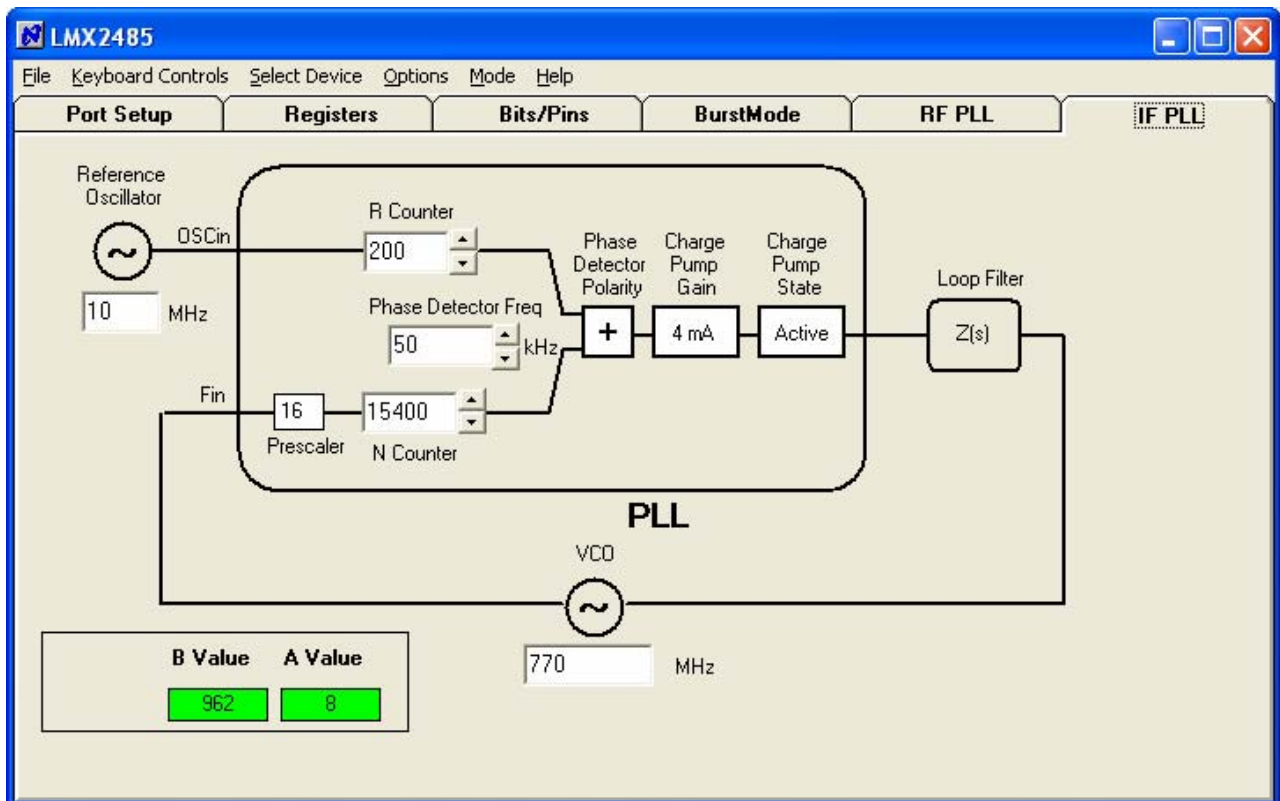 LMX2485
File Keyboard Controls Select Device Options Mode Help
Port Setup Registers Bits/Pins BurstMode RF PLL IF PLL
Reference
Oscillator
OSCin
10 MHz
R Counter
200
Phase Detector Freq
50 kHz
Phase
Detector
Polarity
+
Charge
Pump
Gain
4 mA
Charge
Pump
State
Active
Loop Filter
Z(s)
Fin
16
Prescaler
15400
N Counter
PLL
VCO
770 MHz
B Value A Value
962 8